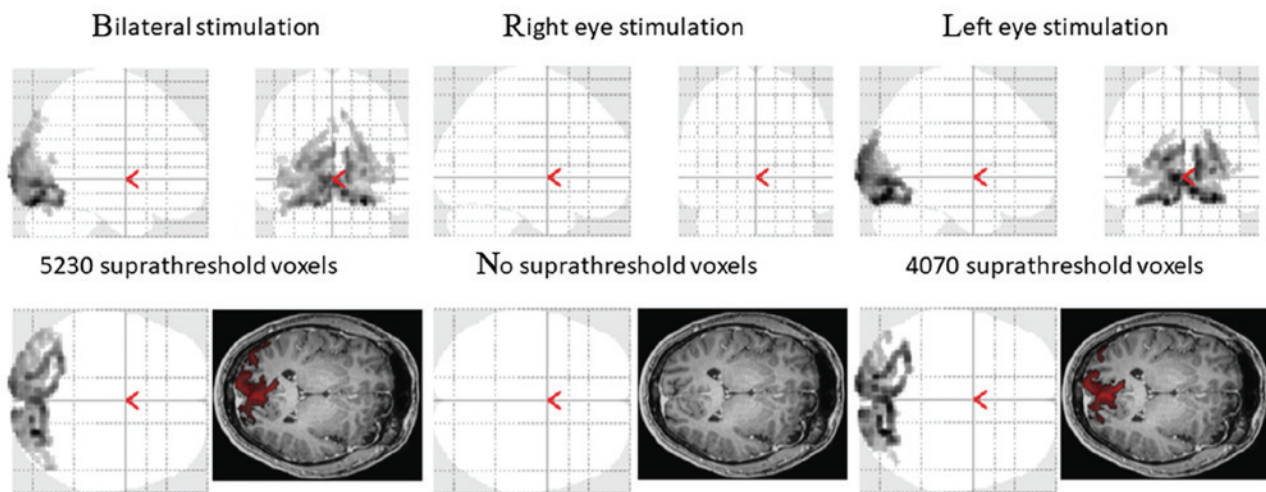 Bilateral stimulation
Right eye stimulation
Left eye stimulation
5230 suprathreshold voxels
No suprathreshold voxels
4070 suprathreshold voxels